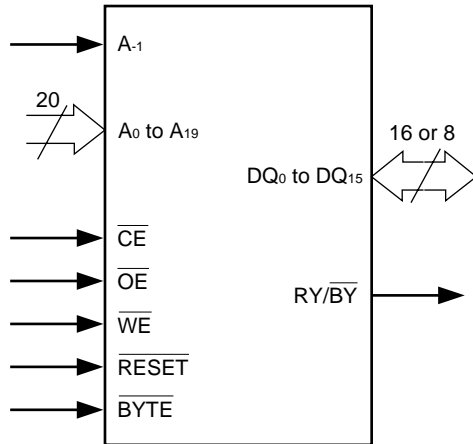 A-1
20
A0 to A19
16 or 8
DQ0 to DQ15
CE
OE
RY/BY
WE
RESET
BYTE